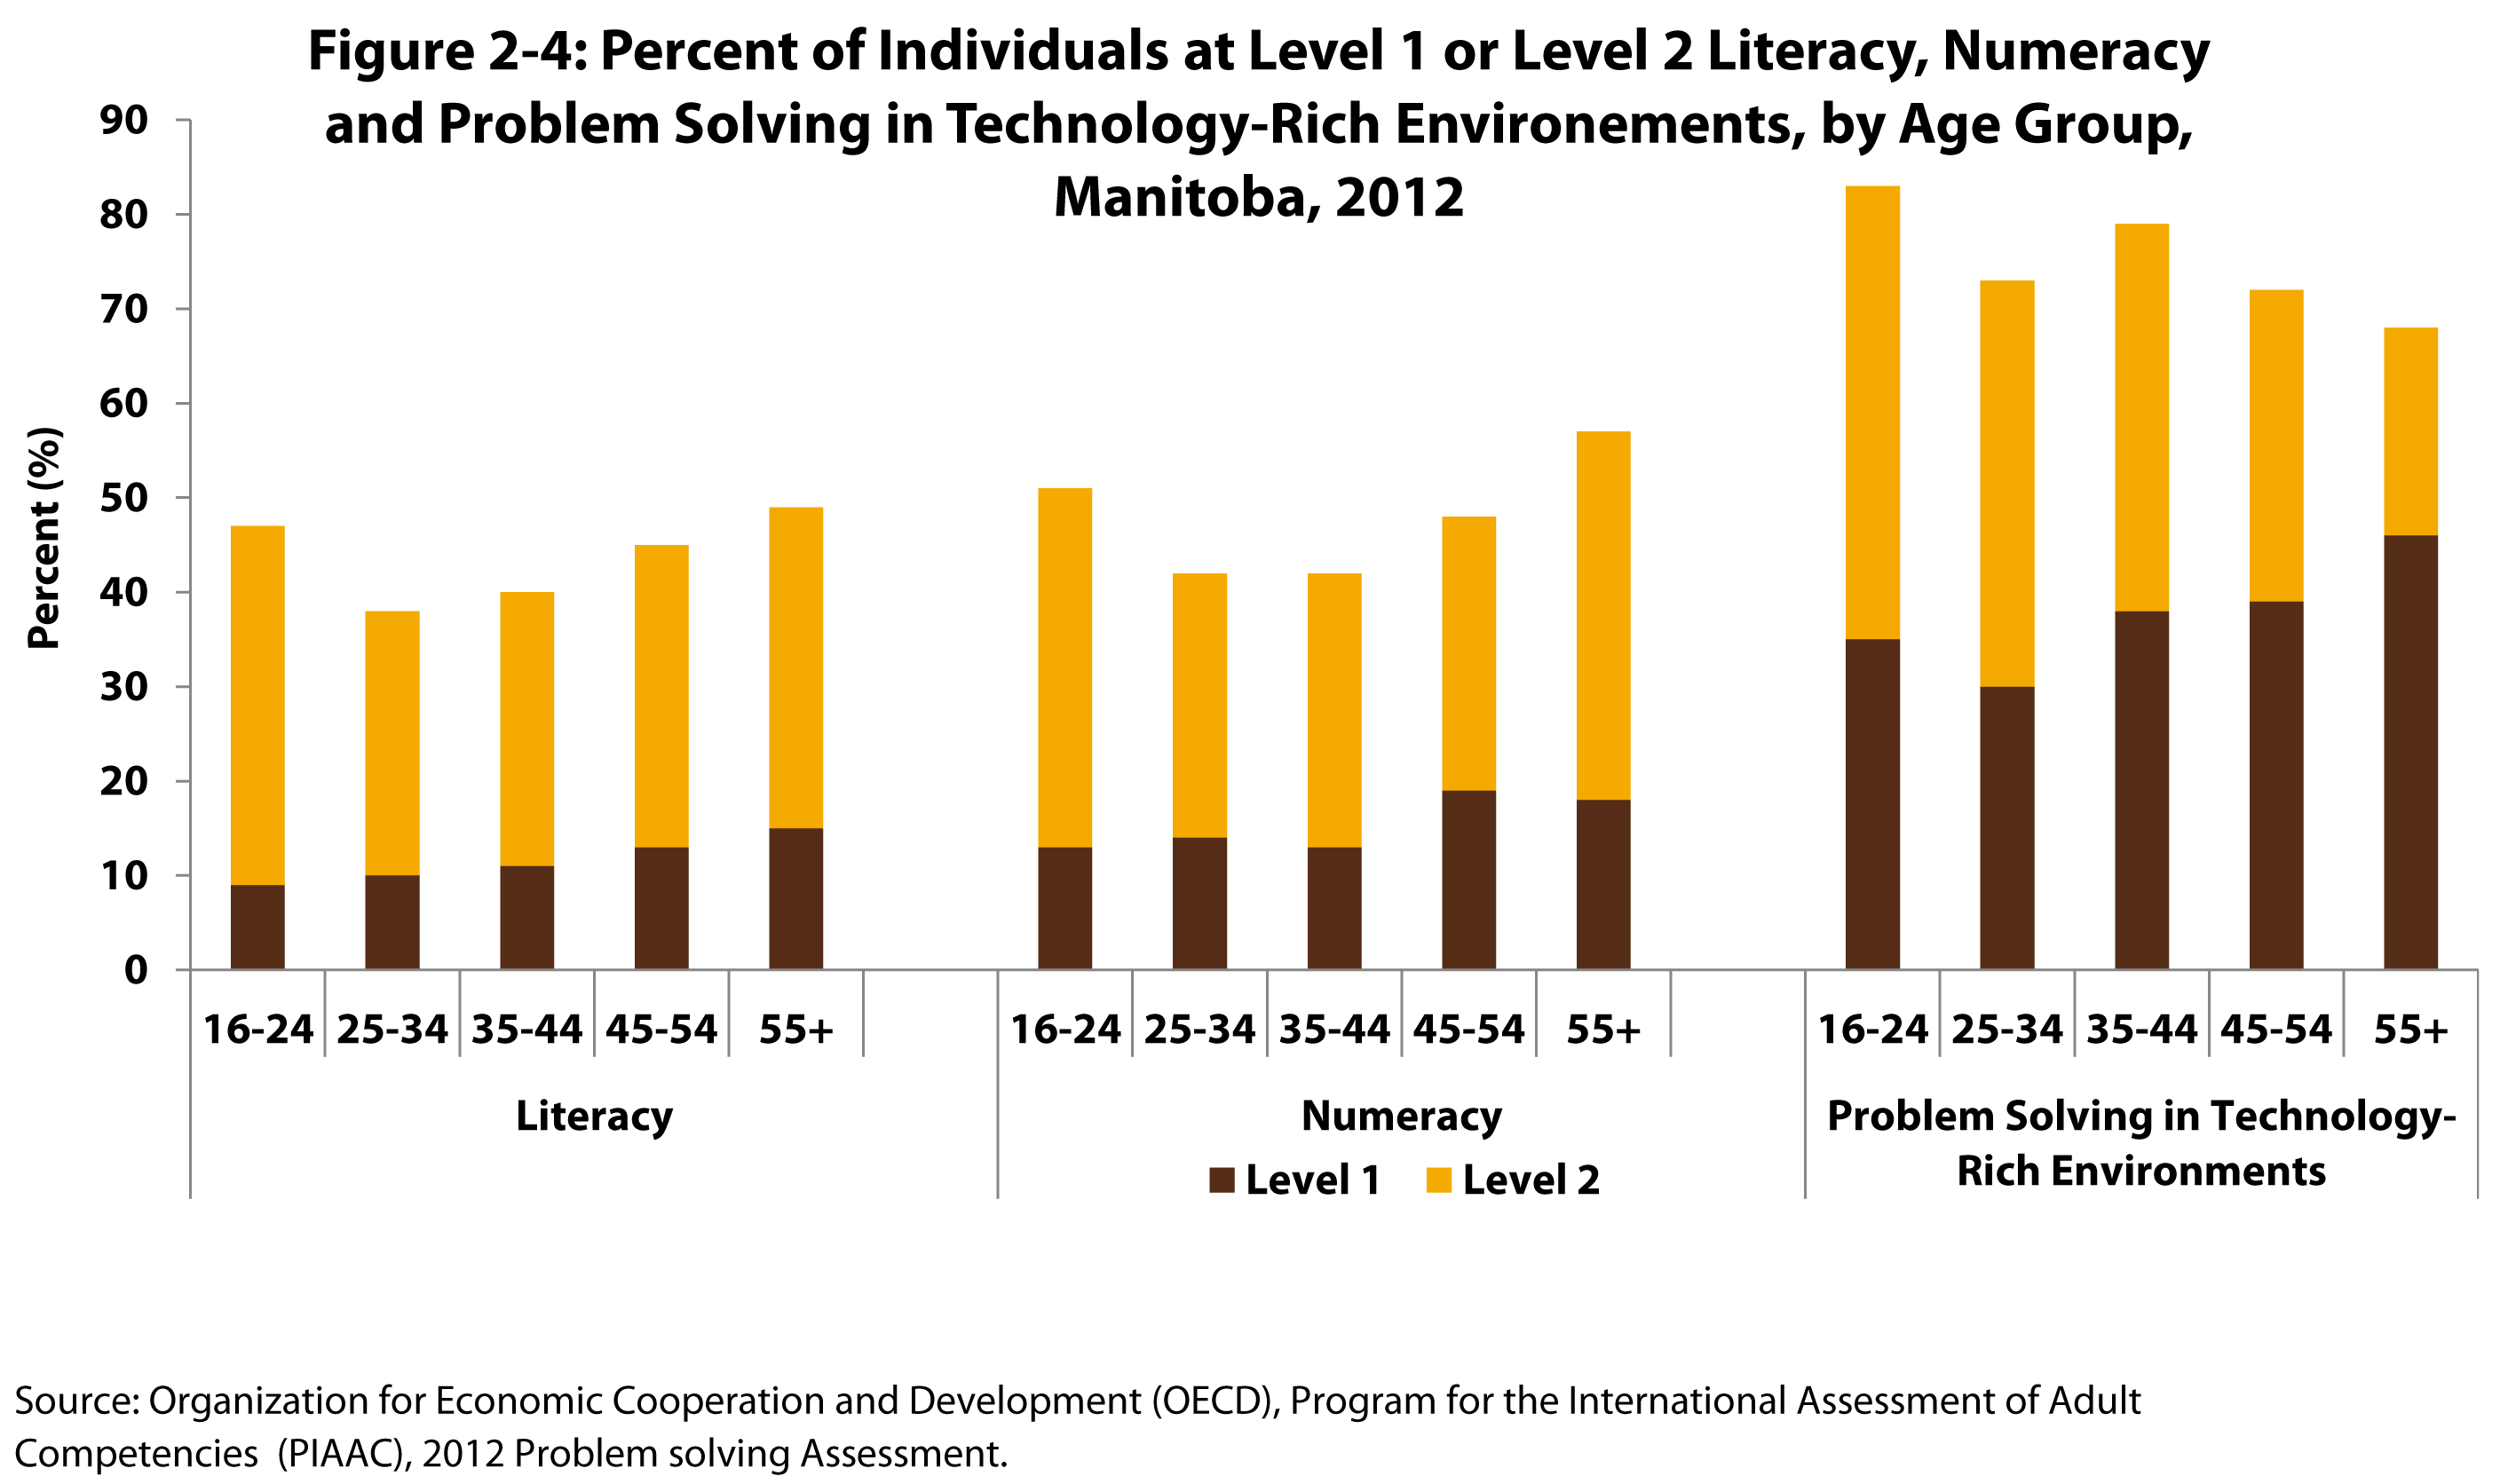 Figure 2-4: Percent of Individuals at Level 1 or Level 2 Literacy, Numeracy
and Problem Solving in Technology-Rich Environements, by Age Group,
Manitoba, 2012
90
80
70
60
50
40
30
20
10
0
Percent (%)
16-24 25-34 35-44 45-54 55+ 16-24 25-34 35-44 45-54 55+ 16-24 25-34 35-44 45-54 55+
Literacy
Numeracy
Problem Solving in Technology-
Rich Environments
Level 1 Level 2
Source: Organization for Economic Cooperation and Development (OECD), Program for the International Assessment of Adult
Competencies (PIAAC), 2012 Problem solving Assessment.